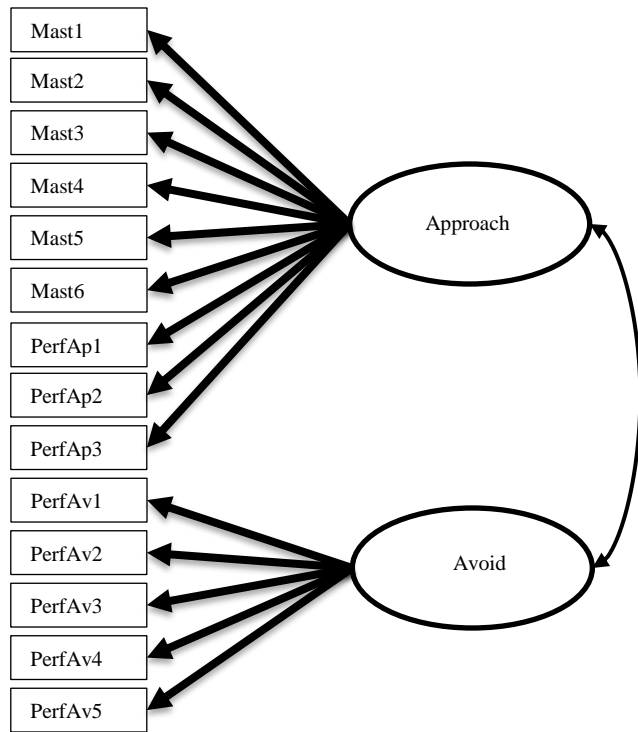 Mast1
Mast2
Mast3
Mast4
Mast5
Mast6
PerfAp1
PerfAp2
PerfAp3
PerfAv1
PerfAv2
PerfAv3
PerfAv4
PerfAv5
Approach
Avoid